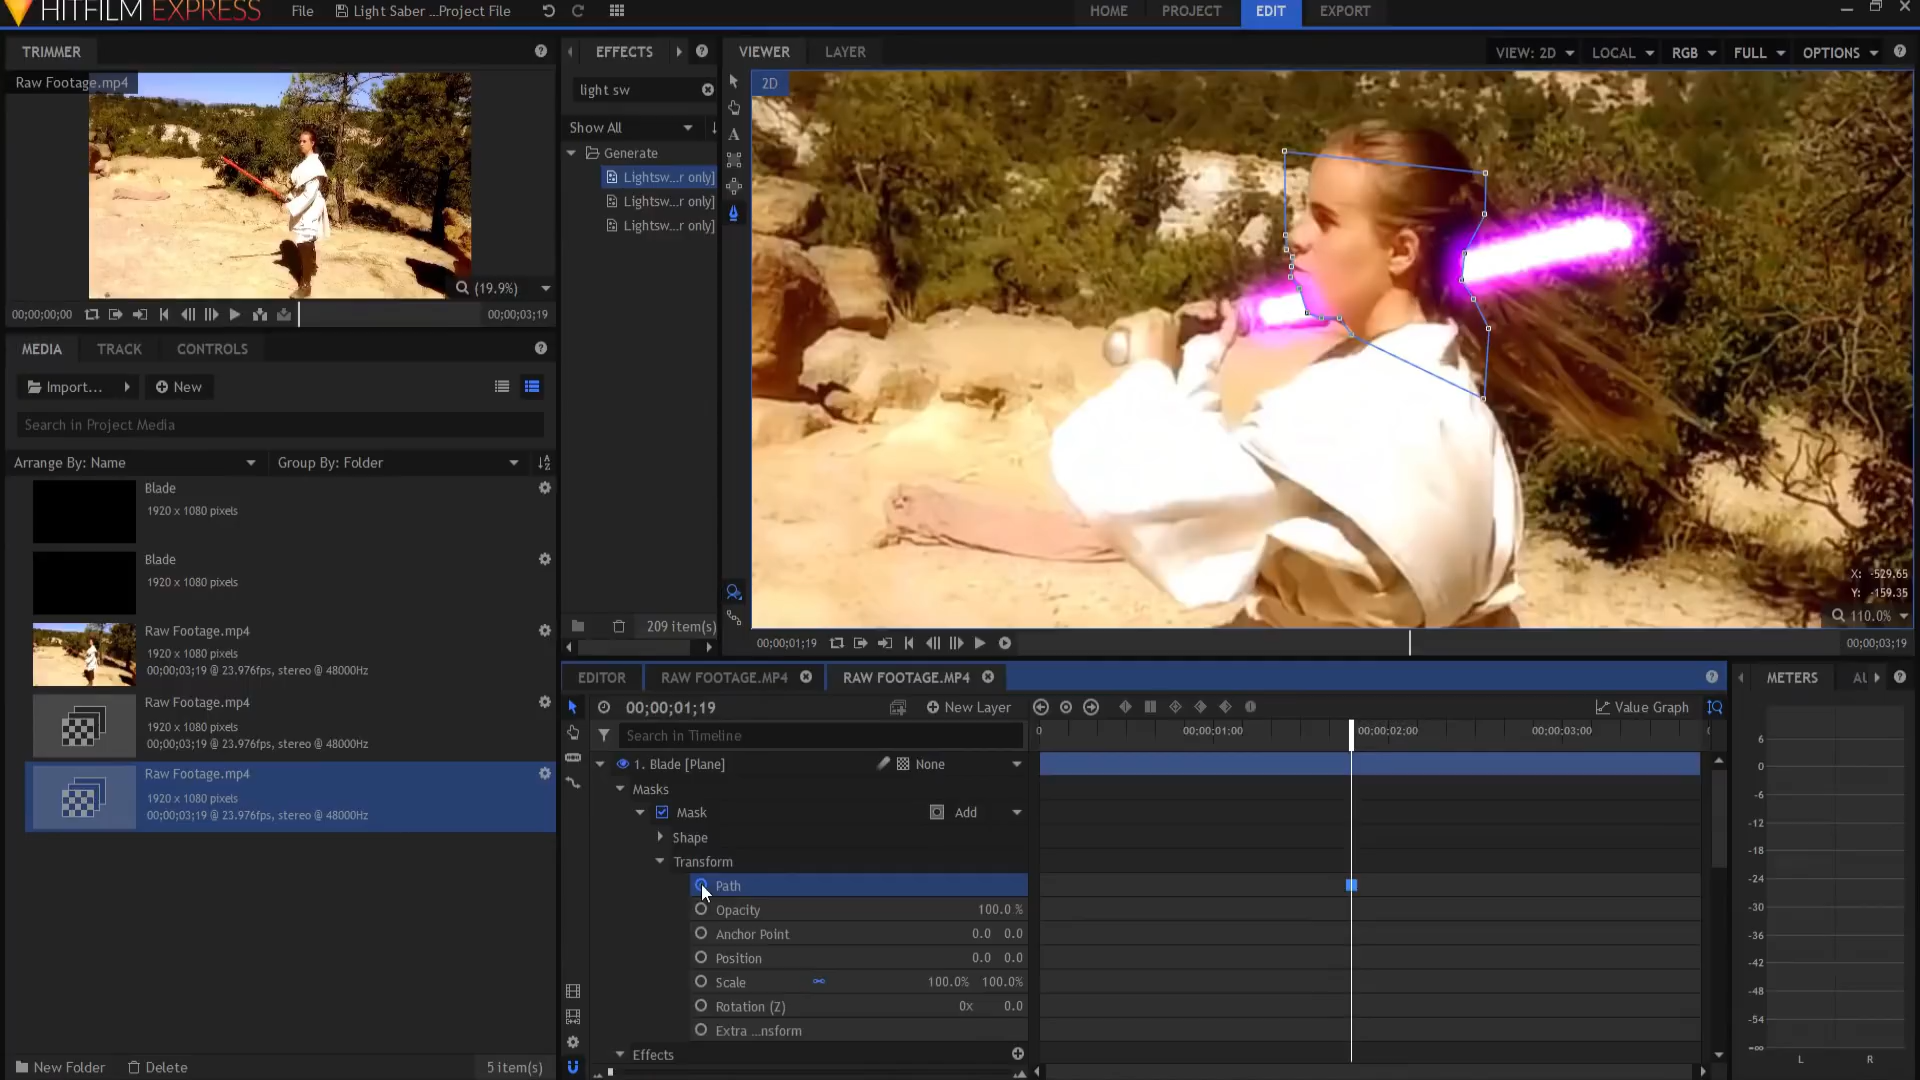 HITFILM EXPRESS
File
Light Saber ...Project File
HOME
PROJECT
EDIT
EXPORT
TRIMMER
Raw Footage.mp4
(19.9%)
00;00;00;00
00;00;03;19
EFFECTS
light sw
Show All
Generate
Lightsw...r only]
Lightsw...r only]
Lightsw...r only]
209 item(s)
VIEWER
LAYER
VIEW: 2D
LOCAL
RGB
FULL
OPTIONS
2D
X: -529.65
Y: -159.35
110.0%
00;00;01;19
00;00;03;19
MEDIA
TRACK
CONTROLS
Import...
New
Search in Project Media
Arrange By: Name
Group By: Folder
Blade
1920 x 1080 pixels
Blade
1920 x 1080 pixels
Raw Footage.mp4
1920 x 1080 pixels
00;00;03;19 @ 23.976fps, stereo @ 48000Hz
Raw Footage.mp4
1920 x 1080 pixels
00;00;03;19 @ 23.976fps, stereo @ 48000Hz
Raw Footage.mp4
1920 x 1080 pixels
00;00;03;19 @ 23.976fps, stereo @ 48000Hz
New Folder
Delete
5 item(s)
EDITOR
RAW FOOTAGE.MP4
RAW FOOTAGE.MP4
00;00;01;19
New Layer
Value Graph
Search in Timeline
0
00;00;01;00
00;00;02;00
00;00;03;00
1. Blade [Plane]
None
Masks
Mask
Add
Shape
Transform
Path
Opacity
100.0 %
Anchor Point
0.0 0.0
Position
0.0 0.0
Scale
100.0% 100.0%
Rotation (Z)
0x 0.0
Extra ...nsform
Effects
METERS
6
0
-6
-12
-18
-24
-30
-36
-42
-48
-54
-∞
L
R